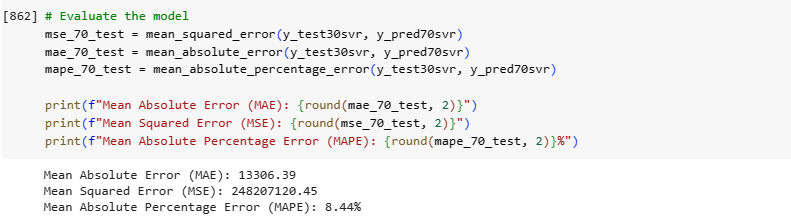 [862] # Evaluate the model
mse_70_test = mean_squared_error(y_test30svr, y_pred70svr)
mae_70_test = mean_absolute_error(y_test30svr, y_pred70svr)
mape_70_test = mean_absolute_percentage_error(y_test30svr, y_pred70svr)
print(f"Mean Absolute Error (MAE): {round(mae_70_test, 2)}")
print(f"Mean Squared Error (MSE): {round(mse_70_test, 2)}")
print(f"Mean Absolute Percentage Error (MAPE): {round(mape_70_test, 2)}%")
Mean Absolute Error (MAE): 13306.39
Mean Squared Error (MSE): 248207120.45
Mean Absolute Percentage Error (MAPE): 8.44%